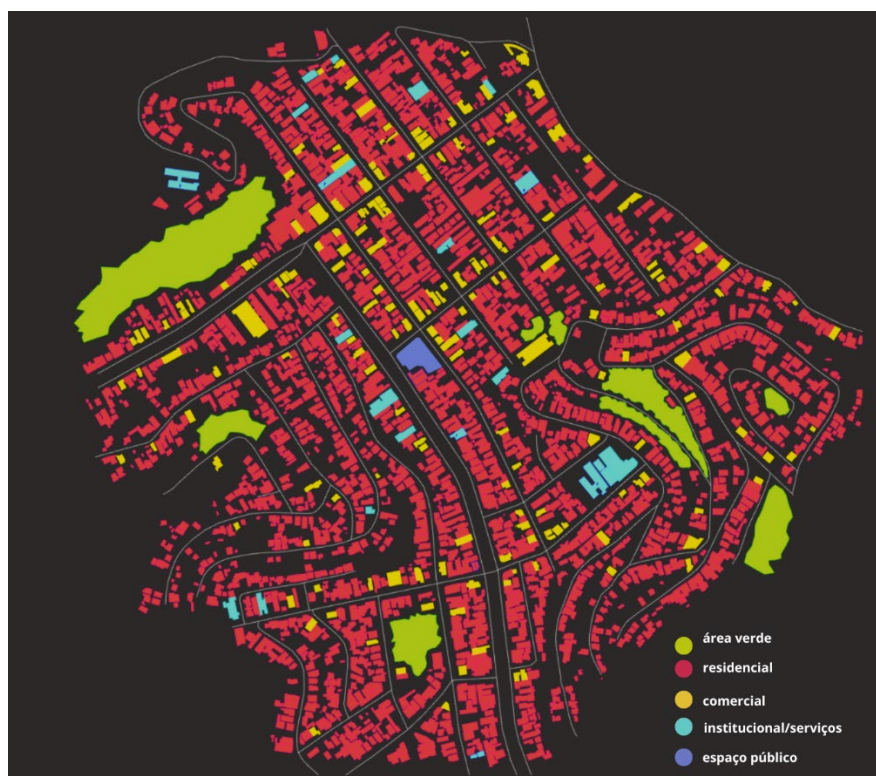 área verde
residencial
comercial
institucional/serviços
espaço público